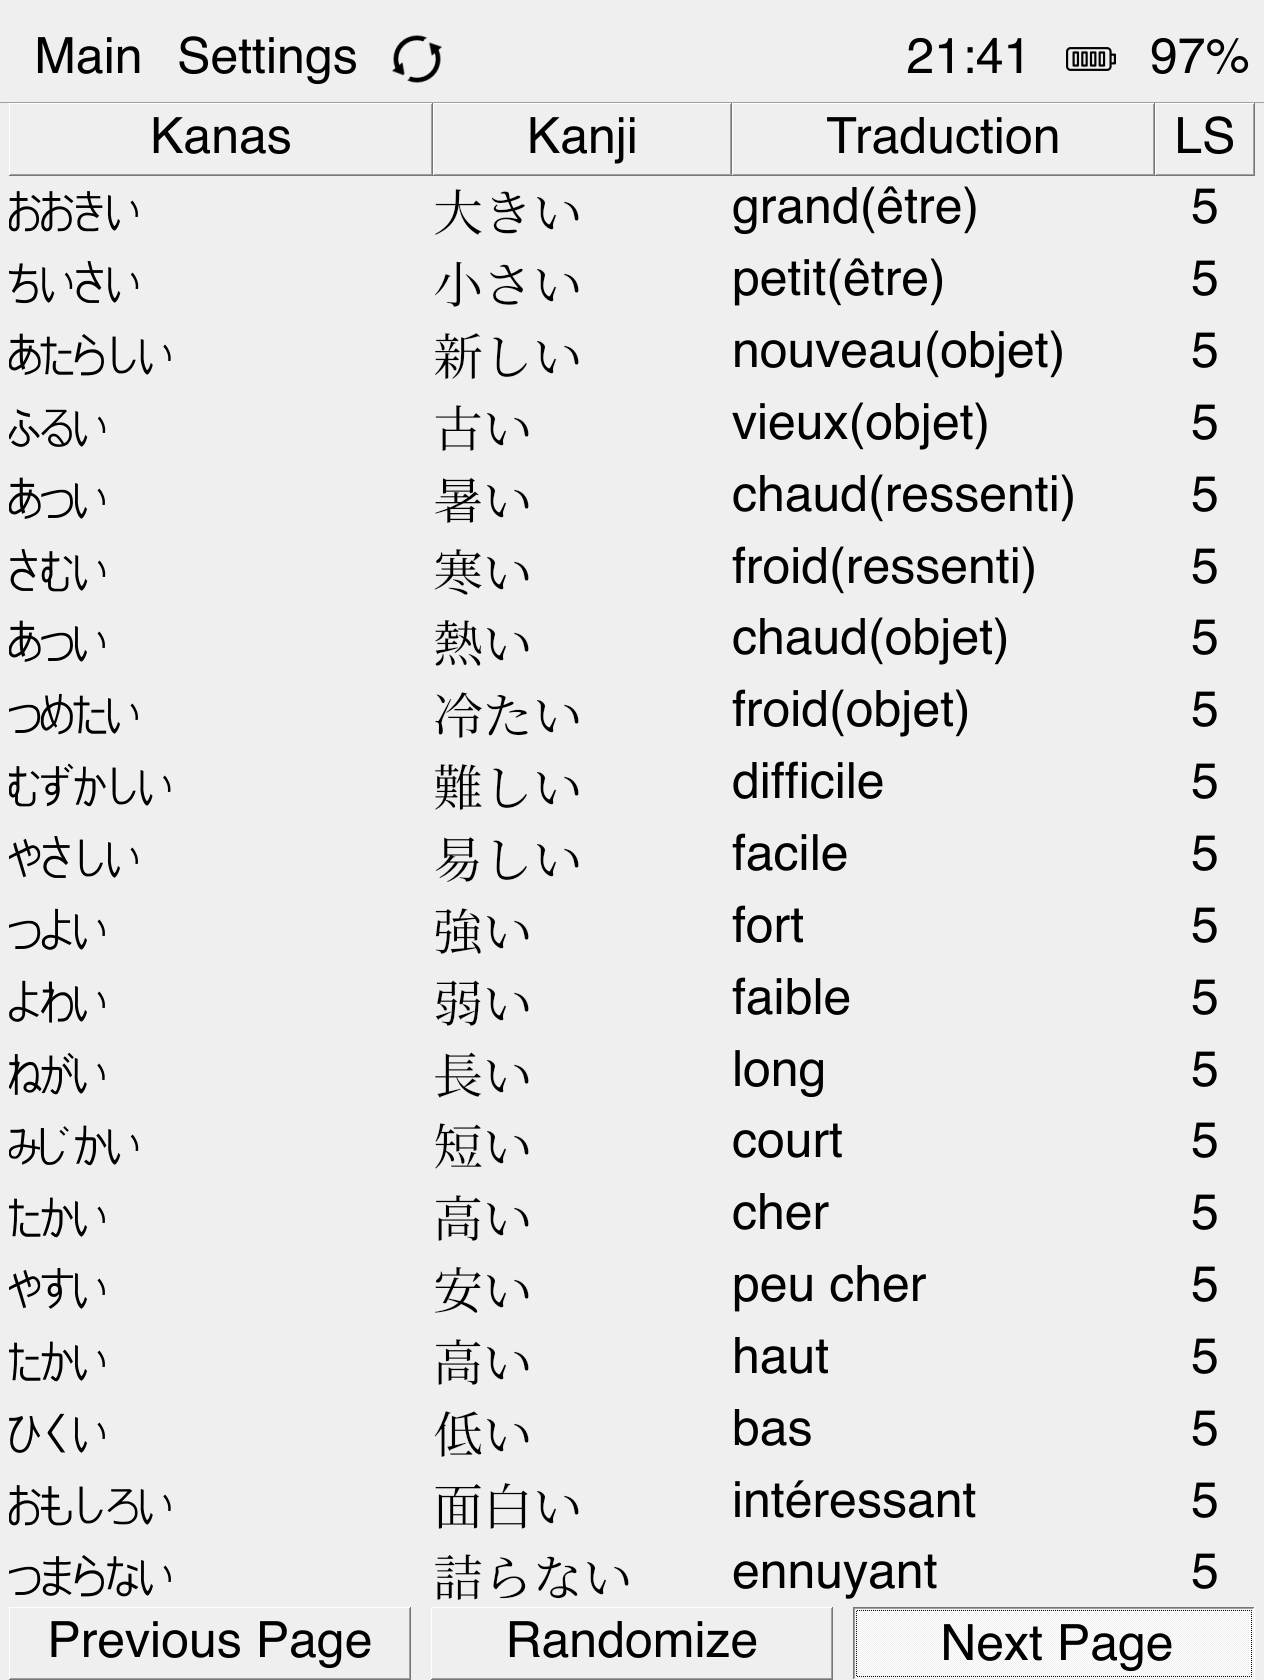 Main Settings 21:41 97%
Kanas Kanji Traduction LS
おおきい 大きい grand(être) 5
ちいさい 小さい petit(être) 5
あたらしい 新しい nouveau(objet) 5
ふるい 古い vieux(objet) 5
あつい 暑い chaud(ressenti) 5
さむい 寒い froid(ressenti) 5
あつい 熱い chaud(objet) 5
つめたい 冷たい froid(objet) 5
むずかしい 難しい difficile 5
やさしい 易しい facile 5
つよい 強い fort 5
よわい 弱い faible 5
ねがい 長い long 5
みじかい 短い court 5
たかい 高い cher 5
やすい 安い peu cher 5
たかい 高い haut 5
ひくい 低い bas 5
おもしろい 面白い intéressant 5
つまらない 詰らない ennuyant 5
Previous Page Randomize Next Page